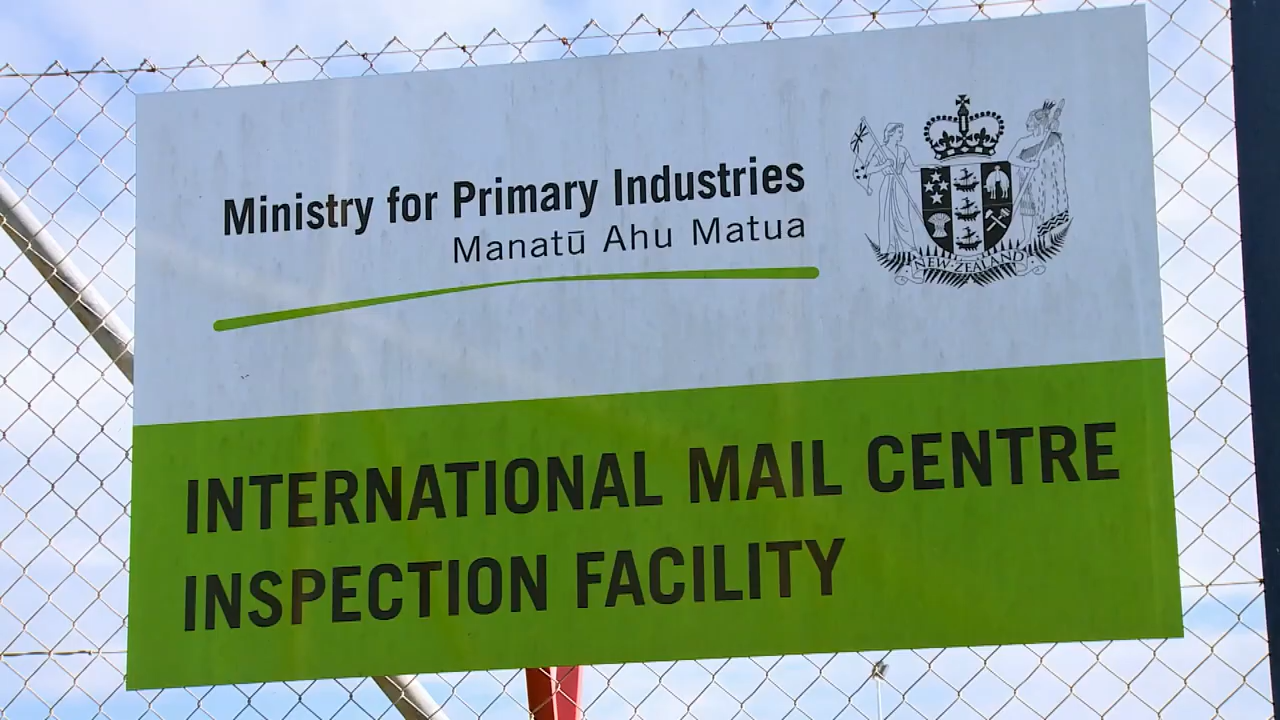 Ministry for Primary Industries
Manatū Ahu Matua
NEW ZEALAND
INTERNATIONAL MAIL CENTRE
INSPECTION FACILITY